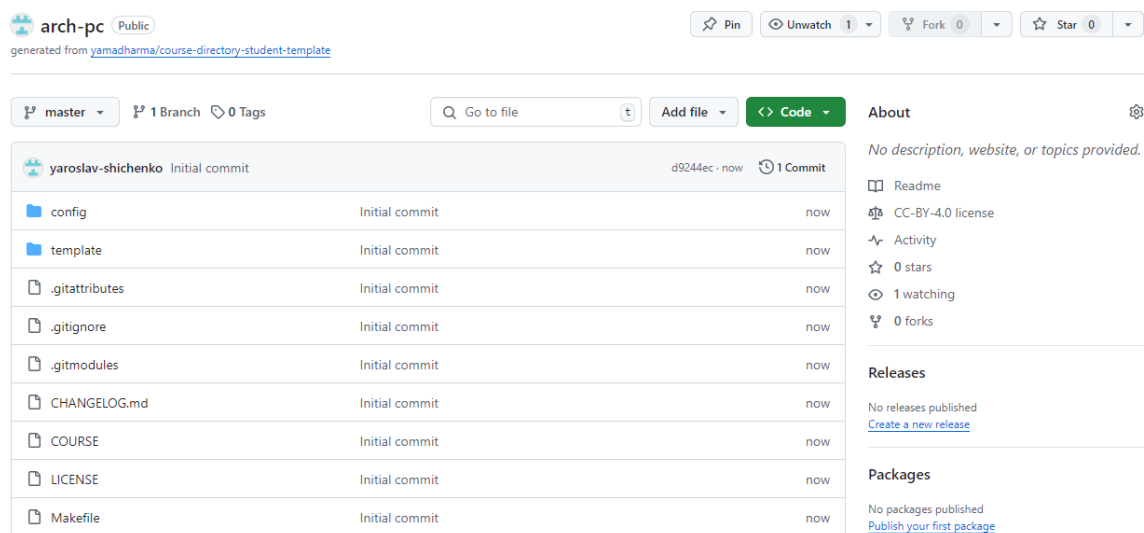 arch-pc Public
Pin Unwatch 1 Fork 0 Star 0
generated from yamadharma/course-directory-student-template
master 1 Branch 0 Tags Go to file t Add file Code
yaroslav-shichenko Initial commit d9244ec · now 1 Commit
config Initial commit now
template Initial commit now
.gitattributes Initial commit now
.gitignore Initial commit now
.gitmodules Initial commit now
CHANGELOG.md Initial commit now
COURSE Initial commit now
LICENSE Initial commit now
Makefile Initial commit now
About
No description, website, or topics provided.
Readme
CC-BY-4.0 license
Activity
0 stars
1 watching
0 forks
Releases
No releases published
Create a new release
Packages
No packages published
Publish your first package